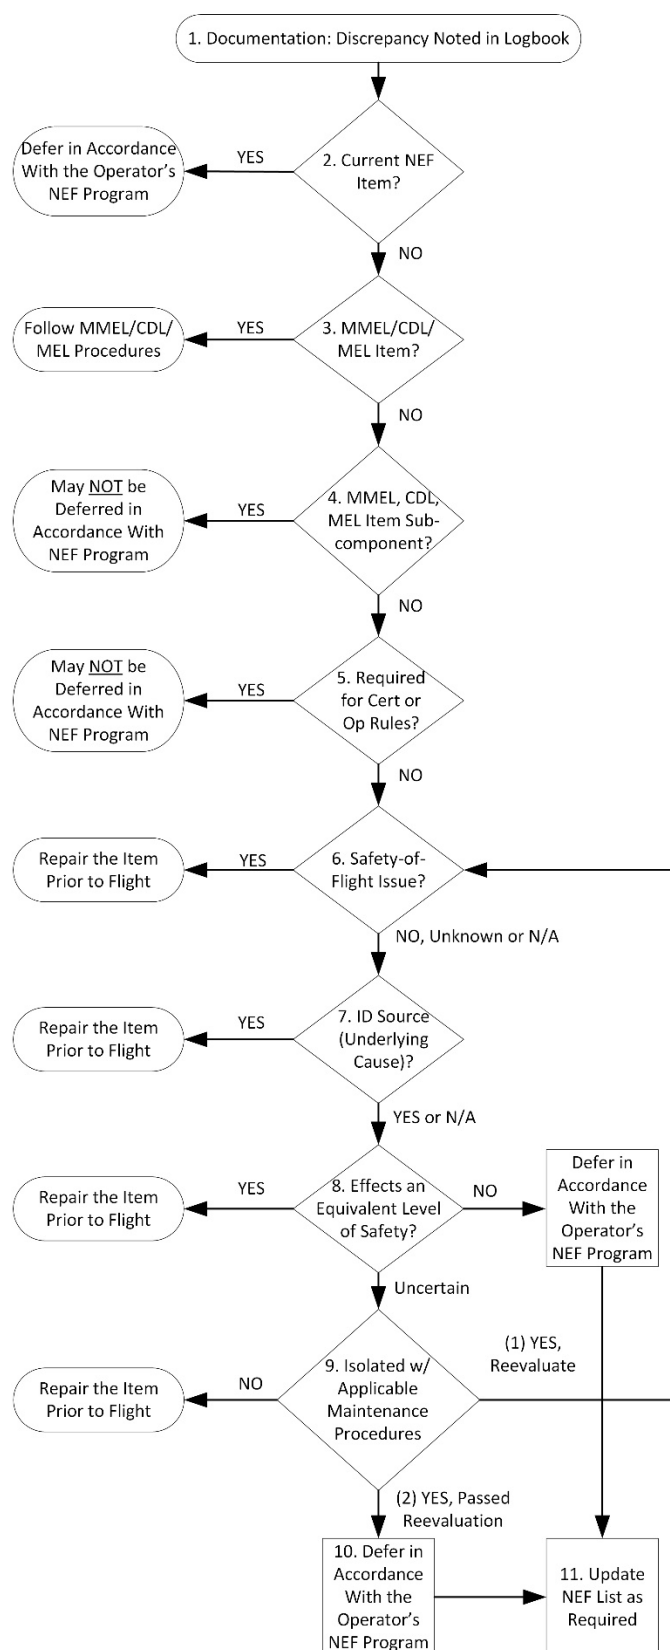 1. Documentation: Discrepancy Noted in Logbook
Defer in Accordance
With the Operator's
NEF Program
YES
2. Current NEF
Item?
NO
Follow MMEL/CDL/
MEL Procedures
YES
3. MMEL/CDL/
MEL Item?
NO
May NOT be
Deferred in
Accordance With
NEF Program
YES
4. MMEL, CDL,
MEL Item Sub-
component?
NO
May NOT be
Deferred in
Accordance With
NEF Program
YES
5. Required
for Cert or
Op Rules?
NO
Repair the Item
Prior to Flight
YES
6. Safety-of-
Flight Issue?
NO, Unknown or N/A
Repair the Item
Prior to Flight
YES
7. ID Source
(Underlying
Cause)?
YES or N/A
Repair the Item
Prior to Flight
YES
8. Effects an
Equivalent Level
of Safety?
NO
Defer in
Accordance
With the
Operator's
NEF Program
Uncertain
Repair the Item
Prior to Flight
NO
9. Isolated w/
Applicable
Maintenance
Procedures
(1) YES,
Reevaluate
(2) YES, Passed
Reevaluation
10. Defer in
Accordance
With the
Operator's
NEF Program
11. Update
NEF List as
Required